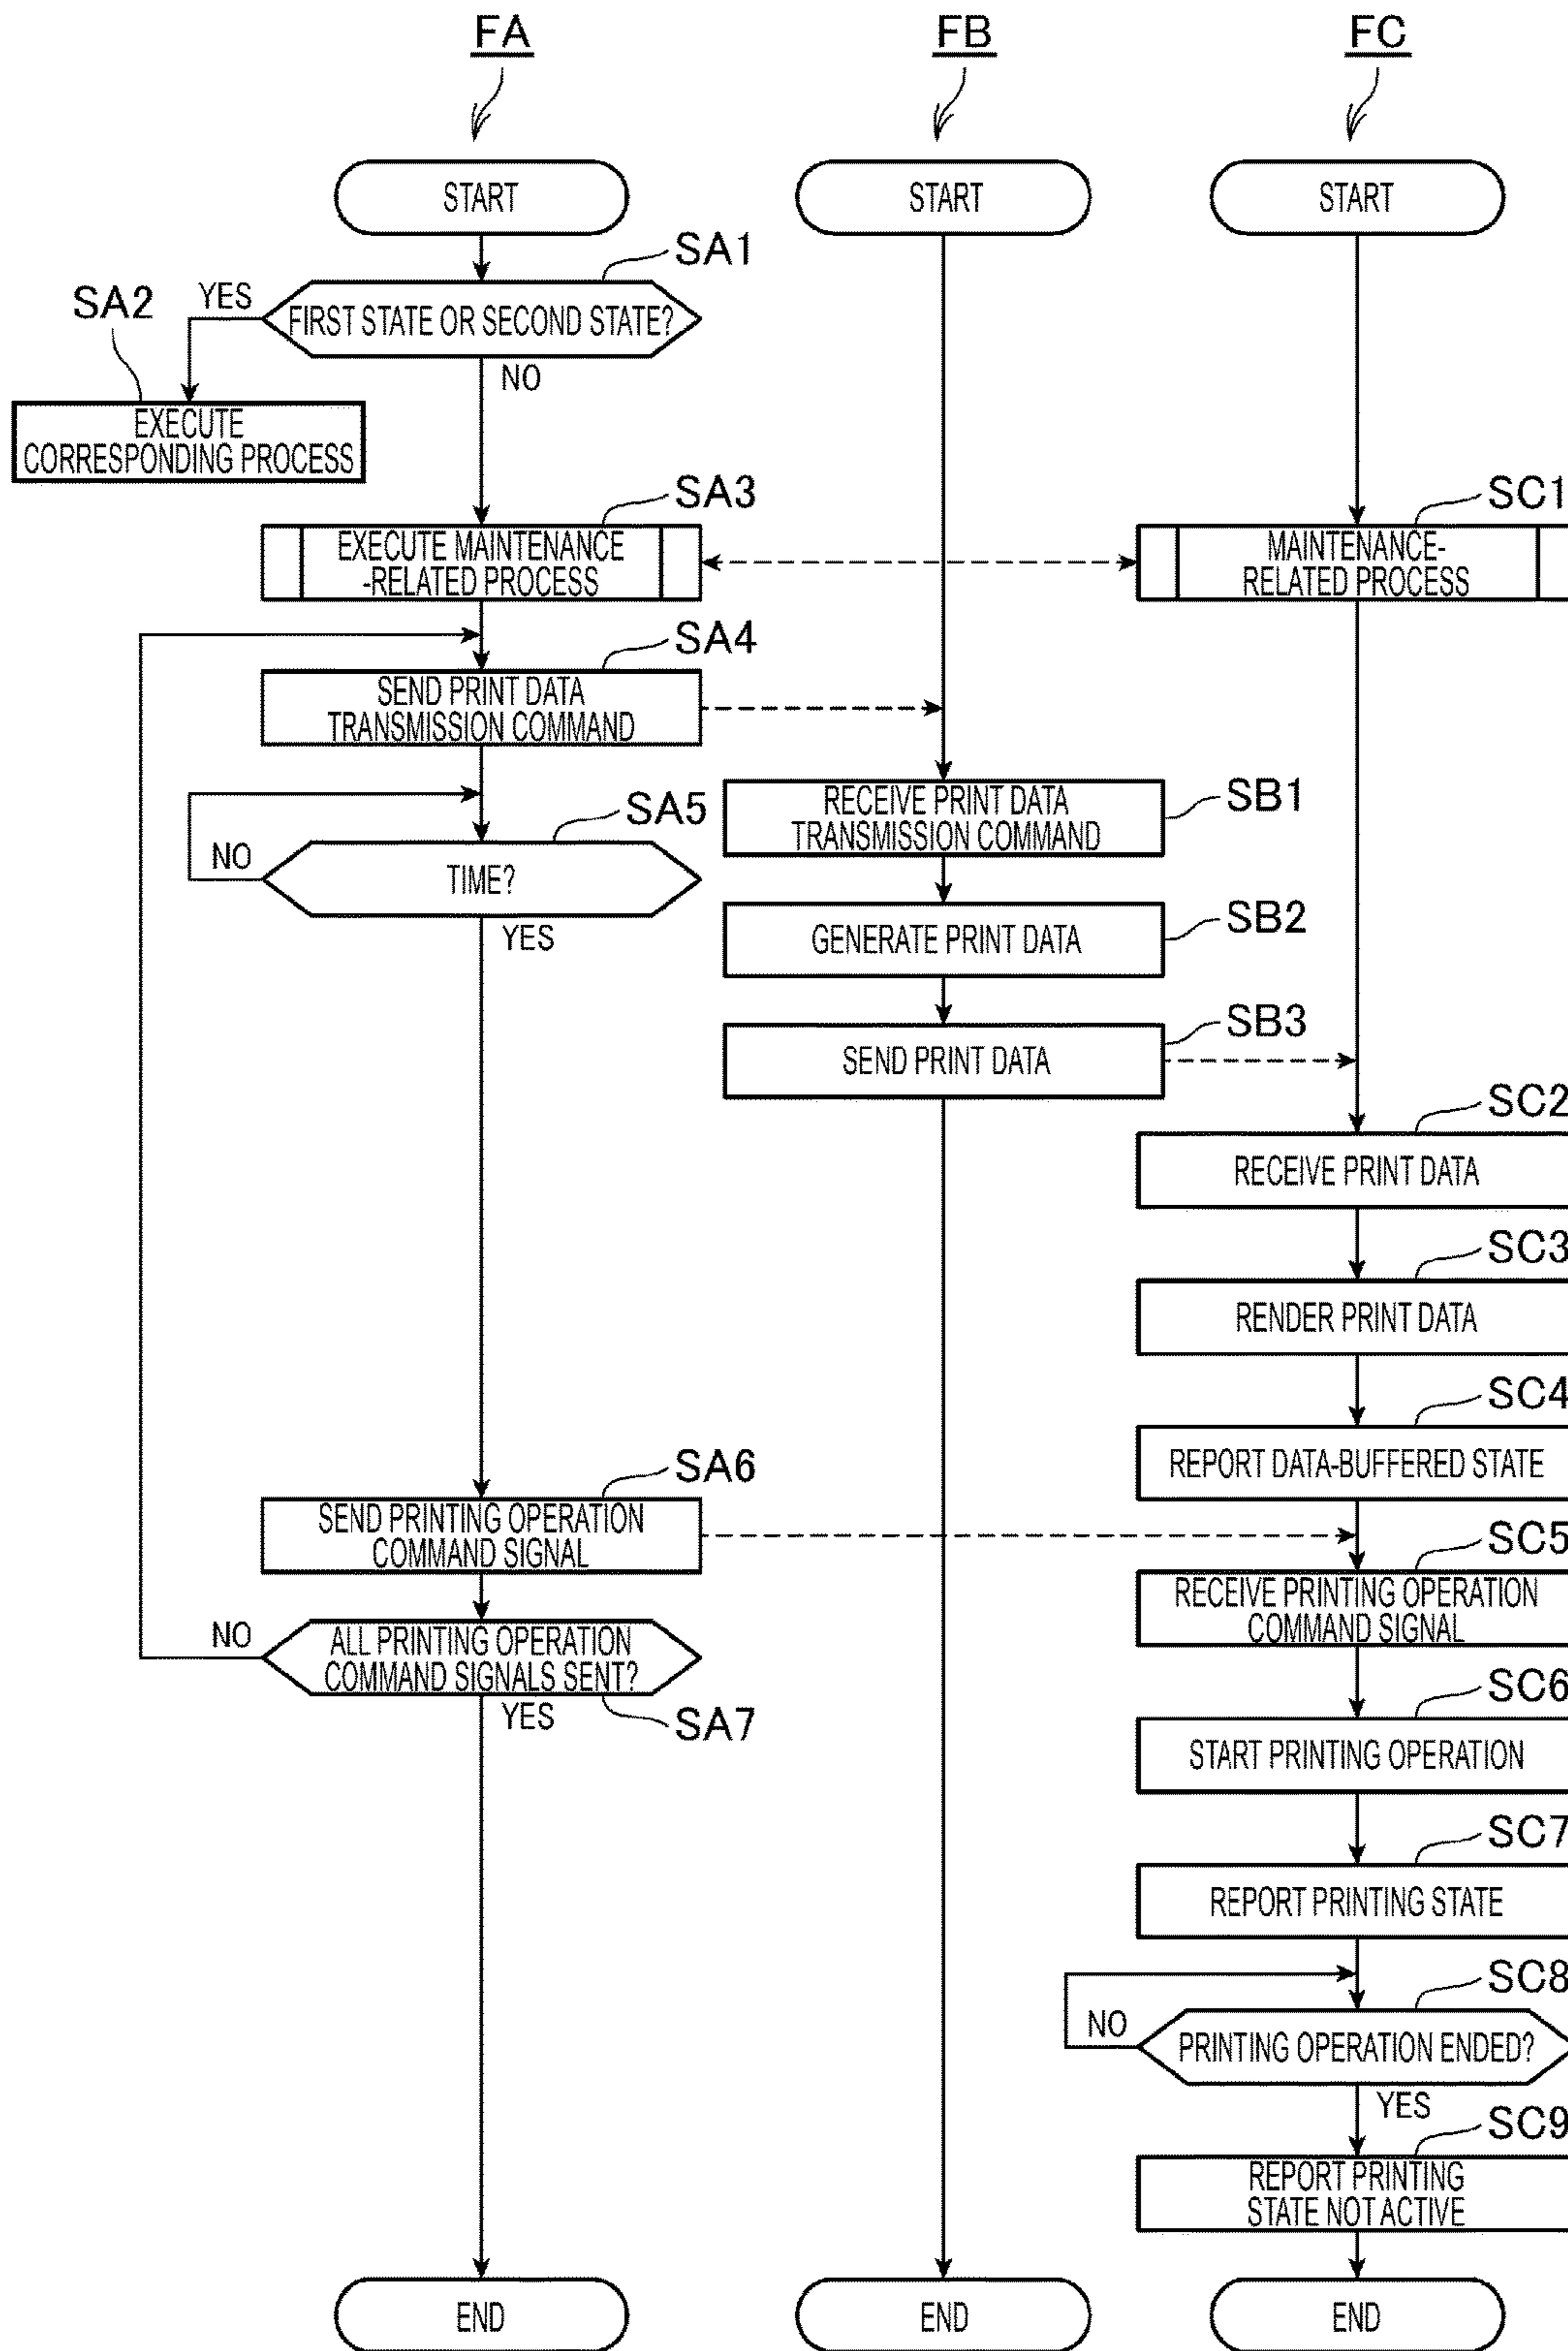 FA
FB
FC
START
START
START
SA1
FIRST STATE OR SECOND STATE?
YES
NO
SA2
EXECUTE
CORRESPONDING PROCESS
SA3
EXECUTE MAINTENANCE
-RELATED PROCESS
SC1
MAINTENANCE-
RELATED PROCESS
SA4
SEND PRINT DATA
TRANSMISSION COMMAND
SA5
TIME?
NO
YES
SB1
RECEIVE PRINT DATA
TRANSMISSION COMMAND
SB2
GENERATE PRINT DATA
SB3
SEND PRINT DATA
SC2
RECEIVE PRINT DATA
SC3
RENDER PRINT DATA
SC4
REPORT DATA-BUFFERED STATE
SA6
SEND PRINTING OPERATION
COMMAND SIGNAL
SC5
RECEIVE PRINTING OPERATION
COMMAND SIGNAL
NO
ALL PRINTING OPERATION
COMMAND SIGNALS SENT?
YES
SA7
SC6
START PRINTING OPERATION
SC7
REPORT PRINTING STATE
SC8
NO
PRINTING OPERATION ENDED?
YES
SC9
REPORT PRINTING
STATE NOT ACTIVE
END
END
END